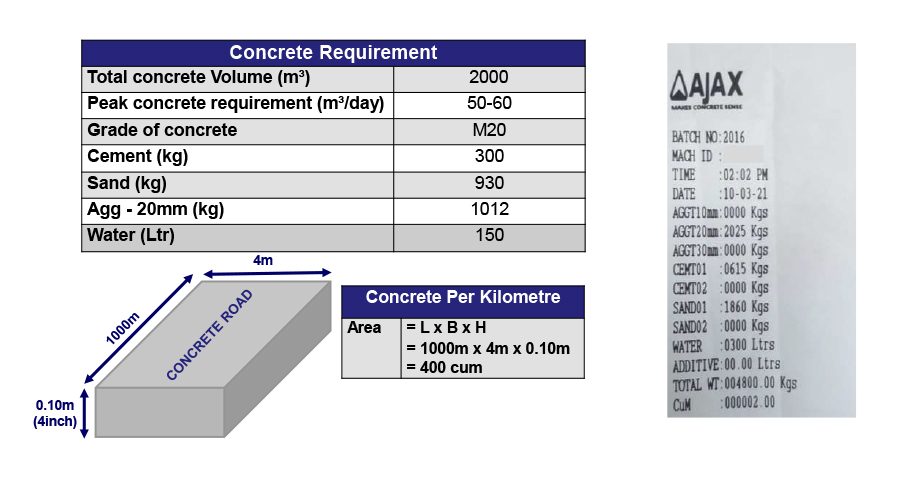 Concrete Requirement
Total concrete Volume (m³) 2000
Peak concrete requirement (m³/day) 50-60
Grade of concrete M20
Cement (kg) 300
Sand (kg) 930
Agg - 20mm (kg) 1012
Water (Ltr) 150
4m
1000m
CONCRETE ROAD
0.10m
(4inch)
Concrete Per Kilometre
Area = L x B x H
= 1000m x 4m x 0.10m
= 400 cum
AJAX
MAKES CONCRETE SENSE
BATCH NO:2016
MACH ID :
TIME :02:02 PM
DATE :10-03-21
AGGT10mm:0000 Kgs
AGGT20mm:2025 Kgs
AGGT30mm:0000 Kgs
CEMT01 :0615 Kgs
CEMT02 :0000 Kgs
SAND01 :1860 Kgs
SAND02 :0000 Kgs
WATER :0300 Ltrs
ADDITIVE:00.00 Ltrs
TOTAL WT:004800.00 Kgs
CuM :000002.00